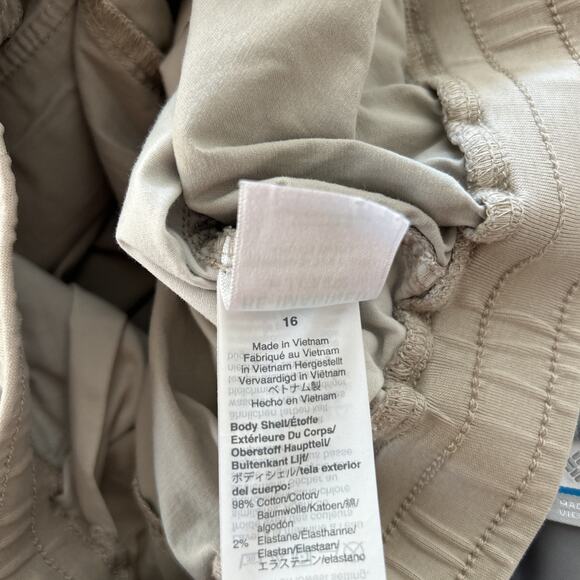 16
Made in Vietnam
Fabriqué au Vietnam
In Vietnam Hergestellt
Vervaardigd in Viëtnam
ベトナム製
Hecho en Vietnam
Body Shell/Étoffe
Extérieure Du Corps/
Oberstoff Hauptteil/
Buitenkant Lijf/
ボディシェル/tela exterior
del cuerpo:
98% Cotton/Coton/
Baumwolle/Katoen/綿/
algodón
2% Elastane/Elasthanne/
Elastan/Elastaan/
エラステイン/elastano